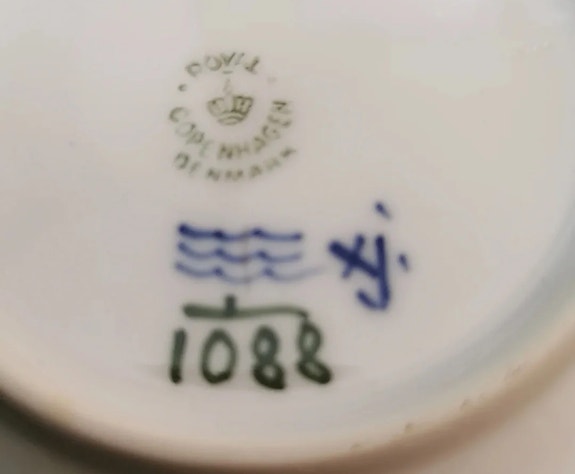 ROYAL
COPENHAGEN
DENMARK
1088